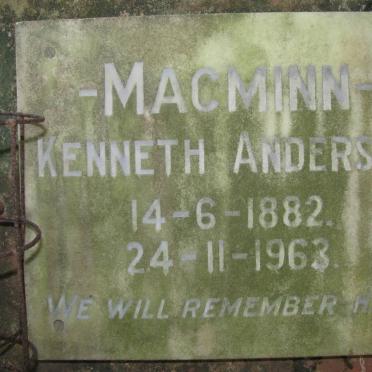 -MACMINN-
KENNETH ANDERS
14-6-1882.
24-11-1963.
WE WILL REMEMBER H